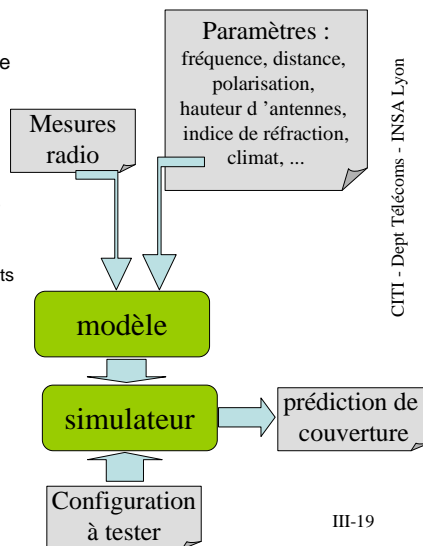 Paramètres :
fréquence, distance,
polarisation,
hauteur d ’antennes,
indice de réfraction,
climat, ...
e
Mesures
radio
CITI - Dept Télécoms - INSA Lyon
ts
modèle
simulateur
prédiction de
couverture
Configuration
à tester
III-19